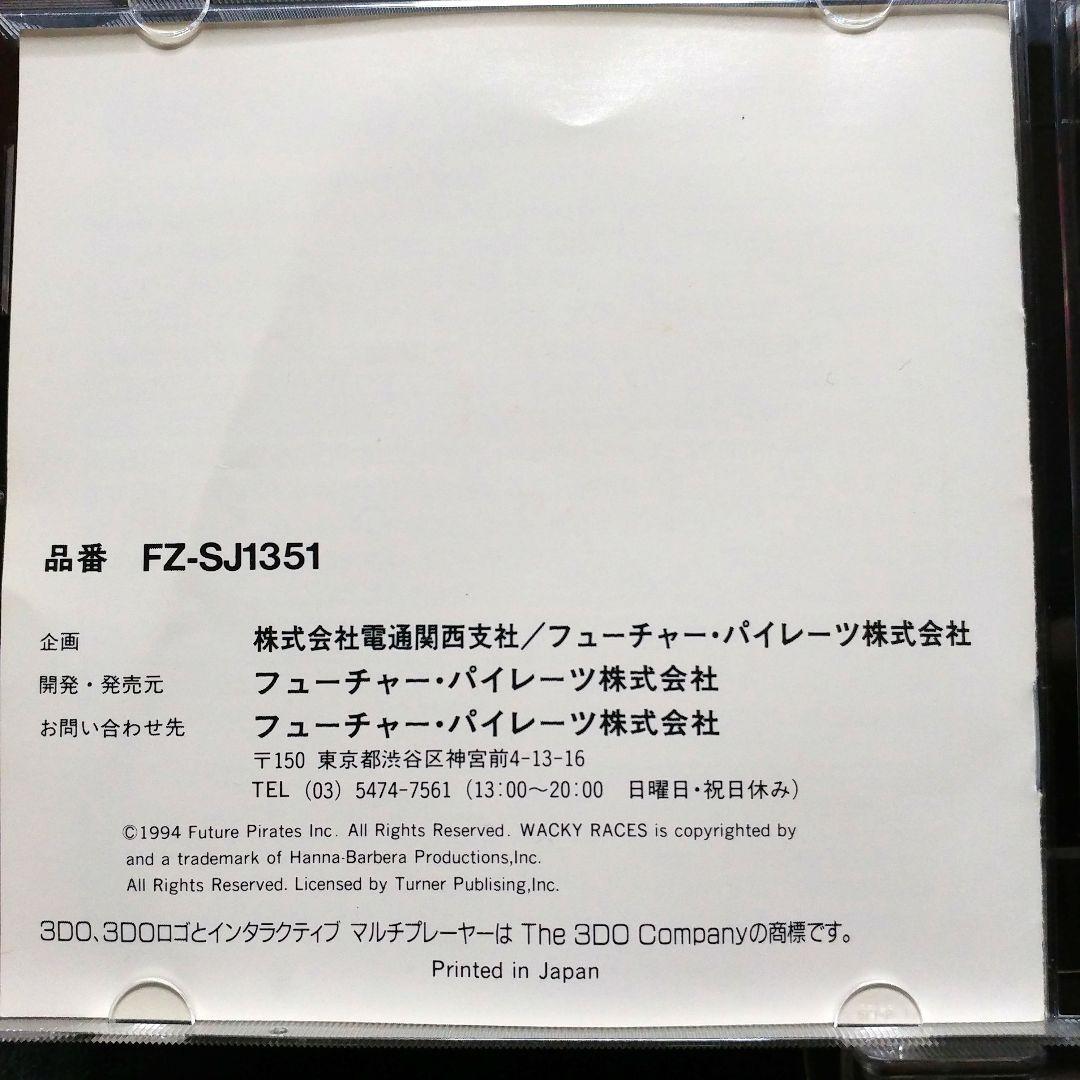 品番 FZ-SJ1351
企画 株式会社電通関西支社／フューチャー・パイレーツ株式会社
開発・発売元 フューチャー・パイレーツ株式会社
お問い合わせ先 フューチャー・パイレーツ株式会社
〒150 東京都渋谷区神宮前4-13-16
TEL (03) 5474-7561 (13:00〜20:00 日曜日・祝日休み)
©1994 Future Pirates Inc. All Rights Reserved. WACKY RACES is copyrighted by
and a trademark of Hanna-Barbera Productions,Inc.
All Rights Reserved. Licensed by Turner Publising,Inc.
3DO、3DOロゴとインタラクティブ マルチプレーヤーは The 3DO Companyの商標です。
Printed in Japan